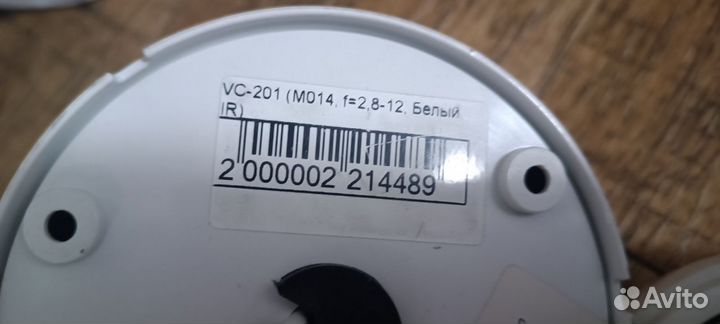 VC-201 (M014, f=2,8-12, Белый
IR)
2 000002 214489
Avito